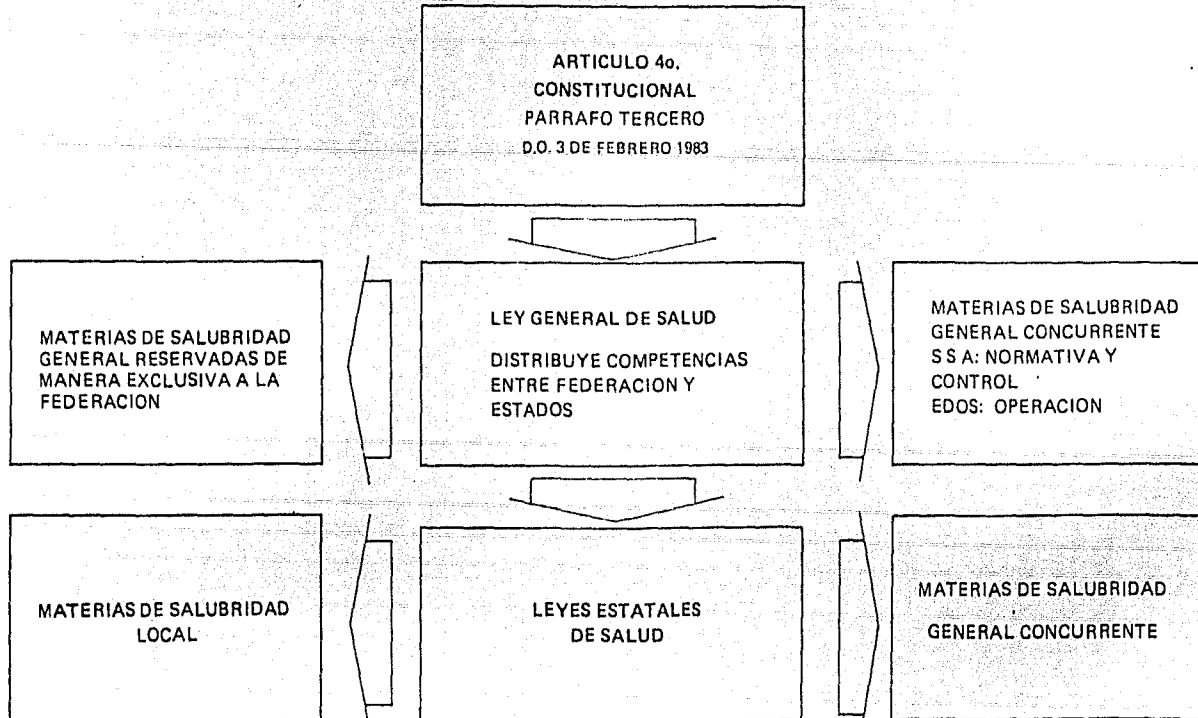 ARTICULO 4o.
CONSTITUCIONAL
PARRAFO TERCERO
D.O. 3 DE FEBRERO 1983
MATERIAS DE SALUBRIDAD
GENERAL RESERVADAS DE
MANERA EXCLUSIVA A LA
FEDERACION
LEY GENERAL DE SALUD
DISTRIBUYE COMPETENCIAS
ENTRE FEDERACION Y
ESTADOS
MATERIAS DE SALUBRIDAD
GENERAL CONCURRENTE
S S A: NORMATIVA Y
CONTROL
EDOS: OPERACION
MATERIAS DE SALUBRIDAD
LOCAL
LEYES ESTATALES
DE SALUD
MATERIAS DE SALUBRIDAD
GENERAL CONCURRENTE